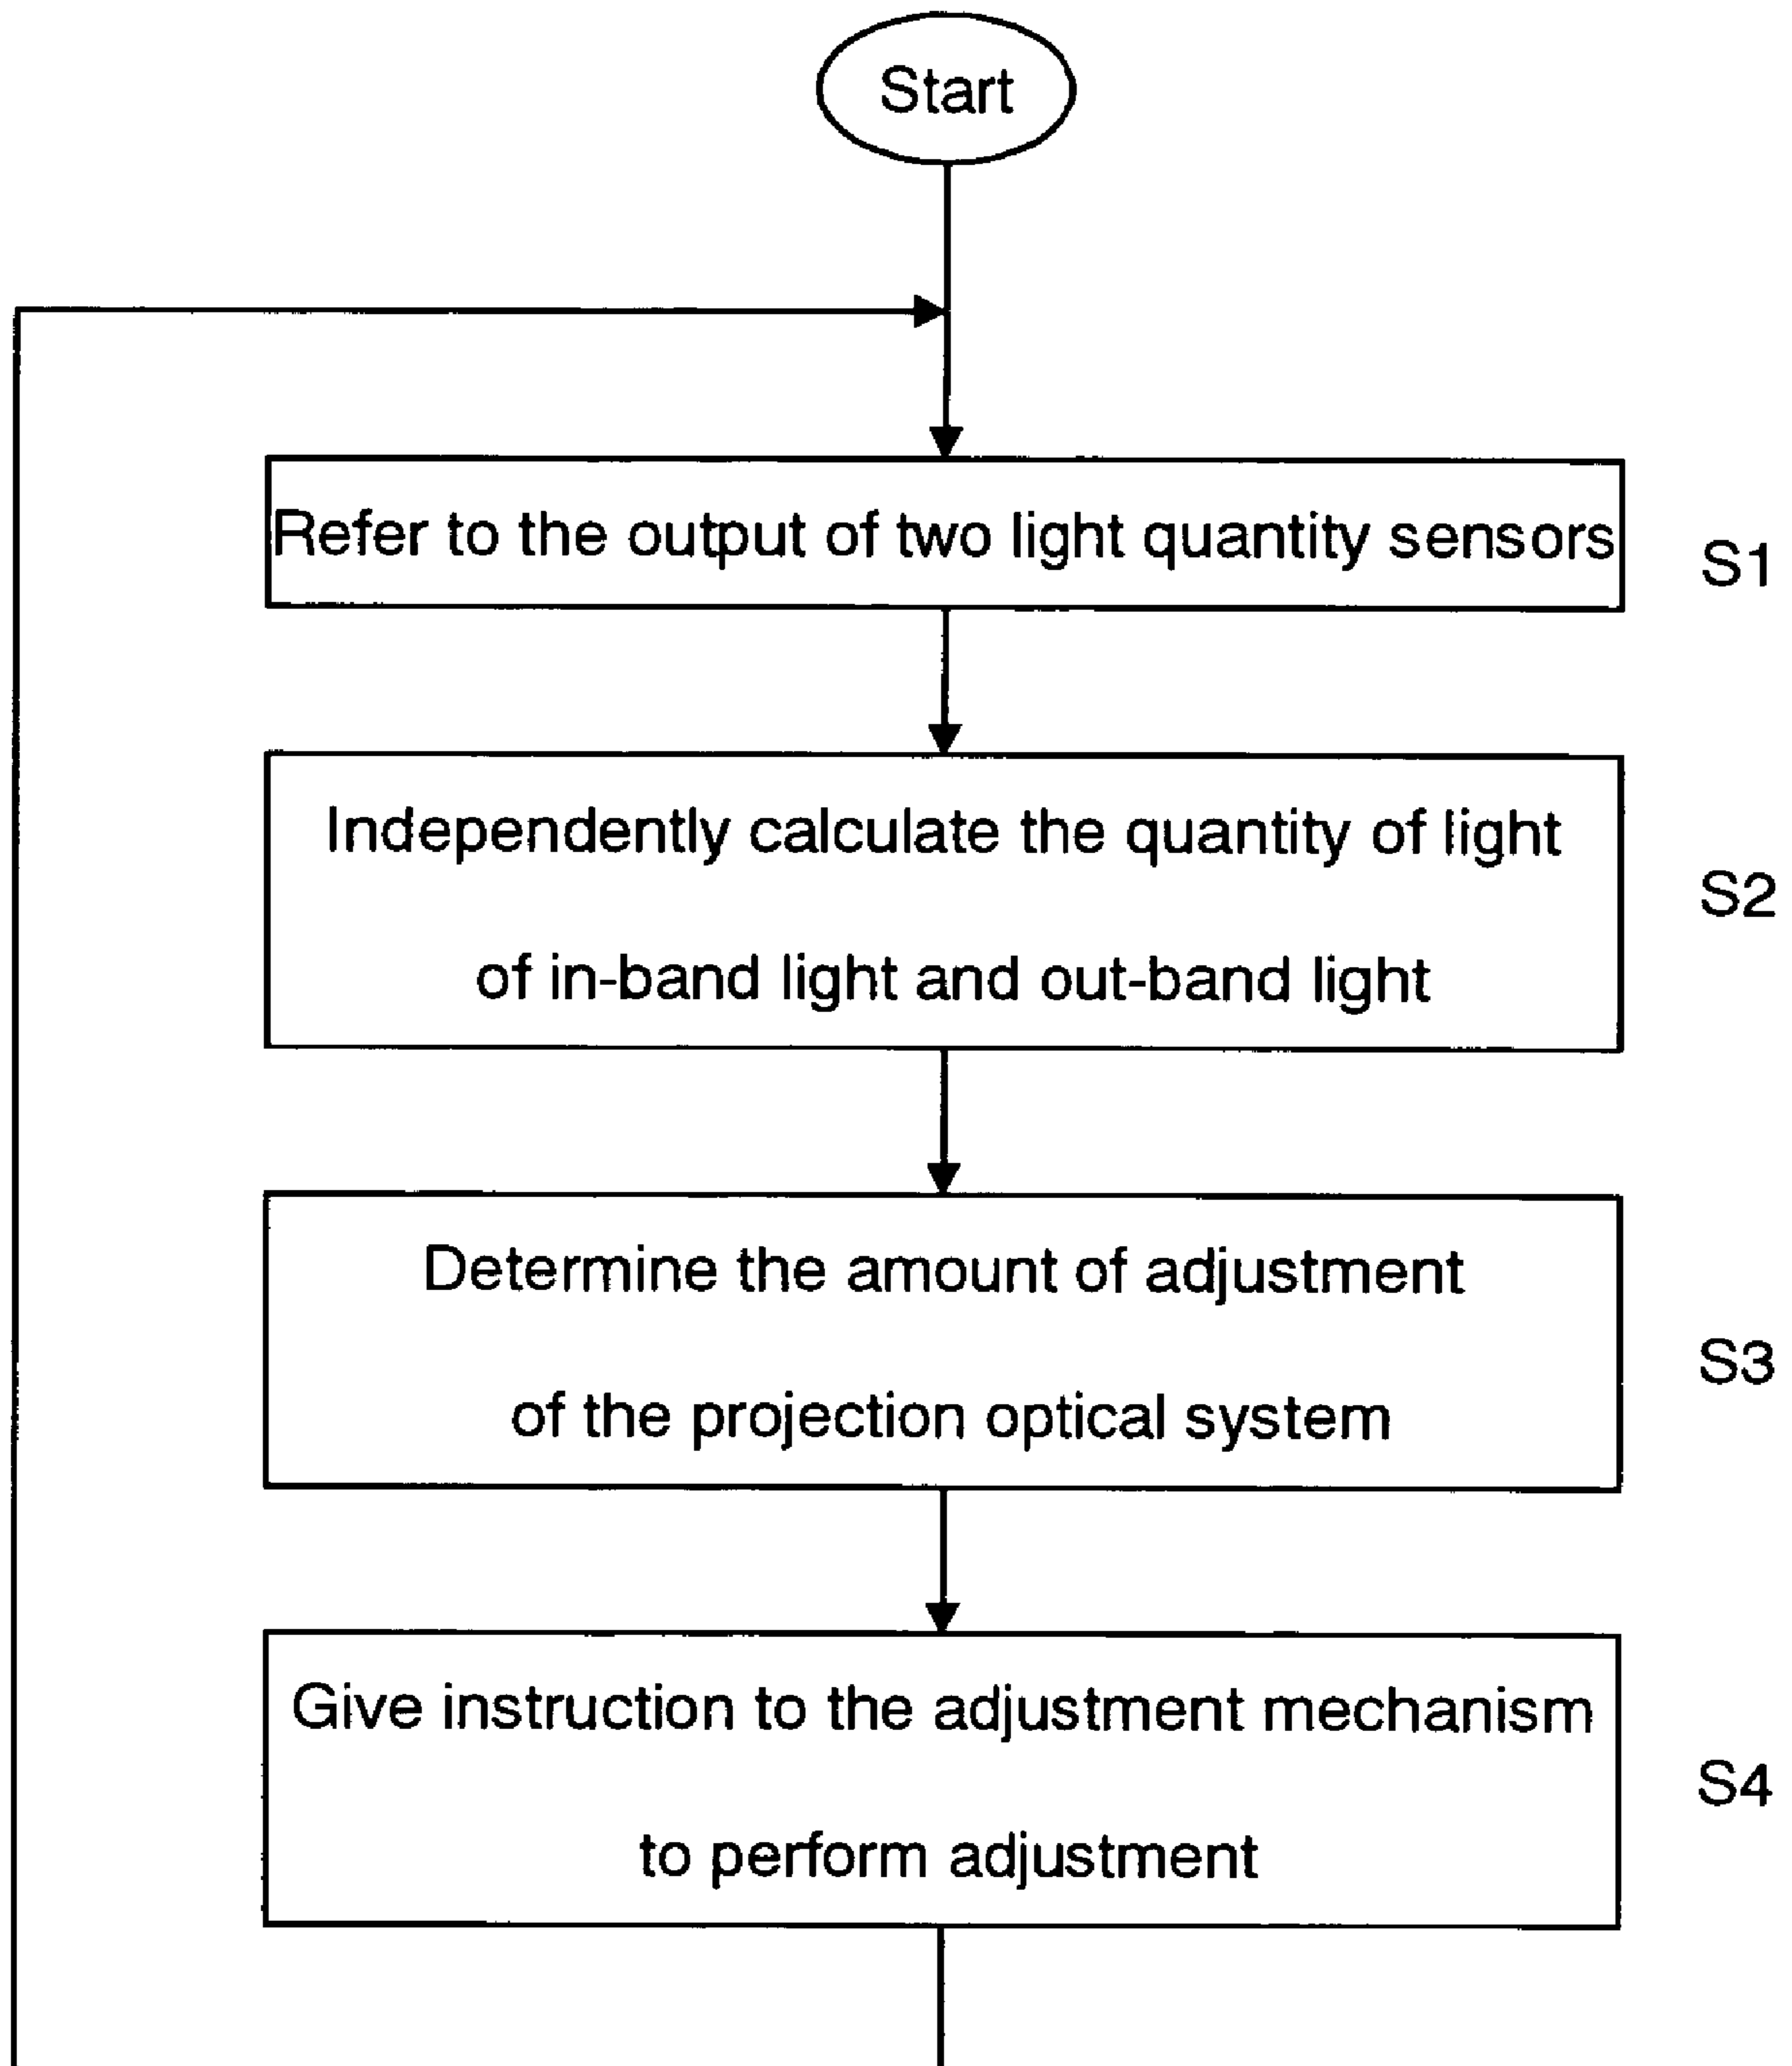 Start
Refer to the output of two light quantity sensors
S1
Independently calculate the quantity of light
of in-band light and out-band light
S2
Determine the amount of adjustment
of the projection optical system
S3
Give instruction to the adjustment mechanism
to perform adjustment
S4